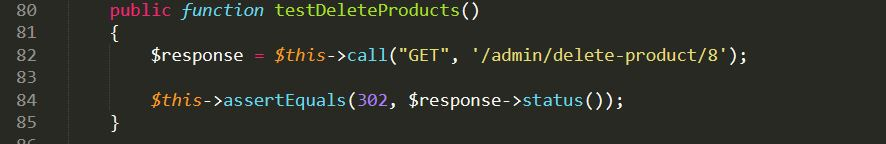 80 public function testDeleteProducts()
81 {
82 $response = $this->call("GET", '/admin/delete-product/8');
83
84 $this->assertEquals(302, $response->status());
85 }